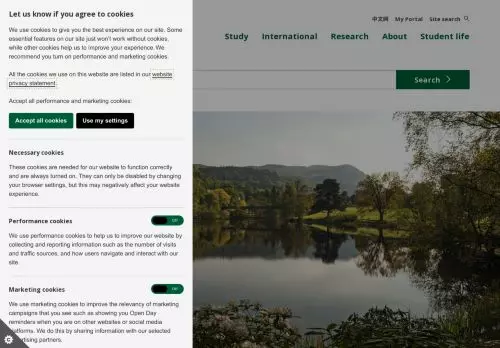 Let us know if you agree to cookies
We use cookies to give you the best experience on our site. Some
essential features on our site just won't work without cookies,
while other cookies help us to improve your experience. We
recommend you turn on performance and marketing cookies.
All the cookies we use on this website are listed in our website
privacy statement.
Accept all performance and marketing cookies:
Accept all cookies
Use my settings
Necessary cookies
These cookies are needed for our website to function correctly
and are always turned on. They can only be disabled by changing
your browser settings, but this may negatively affect your website
experience.
Performance cookies
Off
We use performance cookies to help us to improve our website by
collecting and reporting information such as the number of visits
and traffic sources, and how users navigate and interact with our
site.
Marketing cookies
Off
We use marketing cookies to improve the relevancy of marketing
campaigns that you see such as showing you Open Day
reminders when you are on other websites or social media
platforms. We do this by sharing information with our selected
advertising partners.
中文网 My Portal Site search
Study International Research About Student life
Search